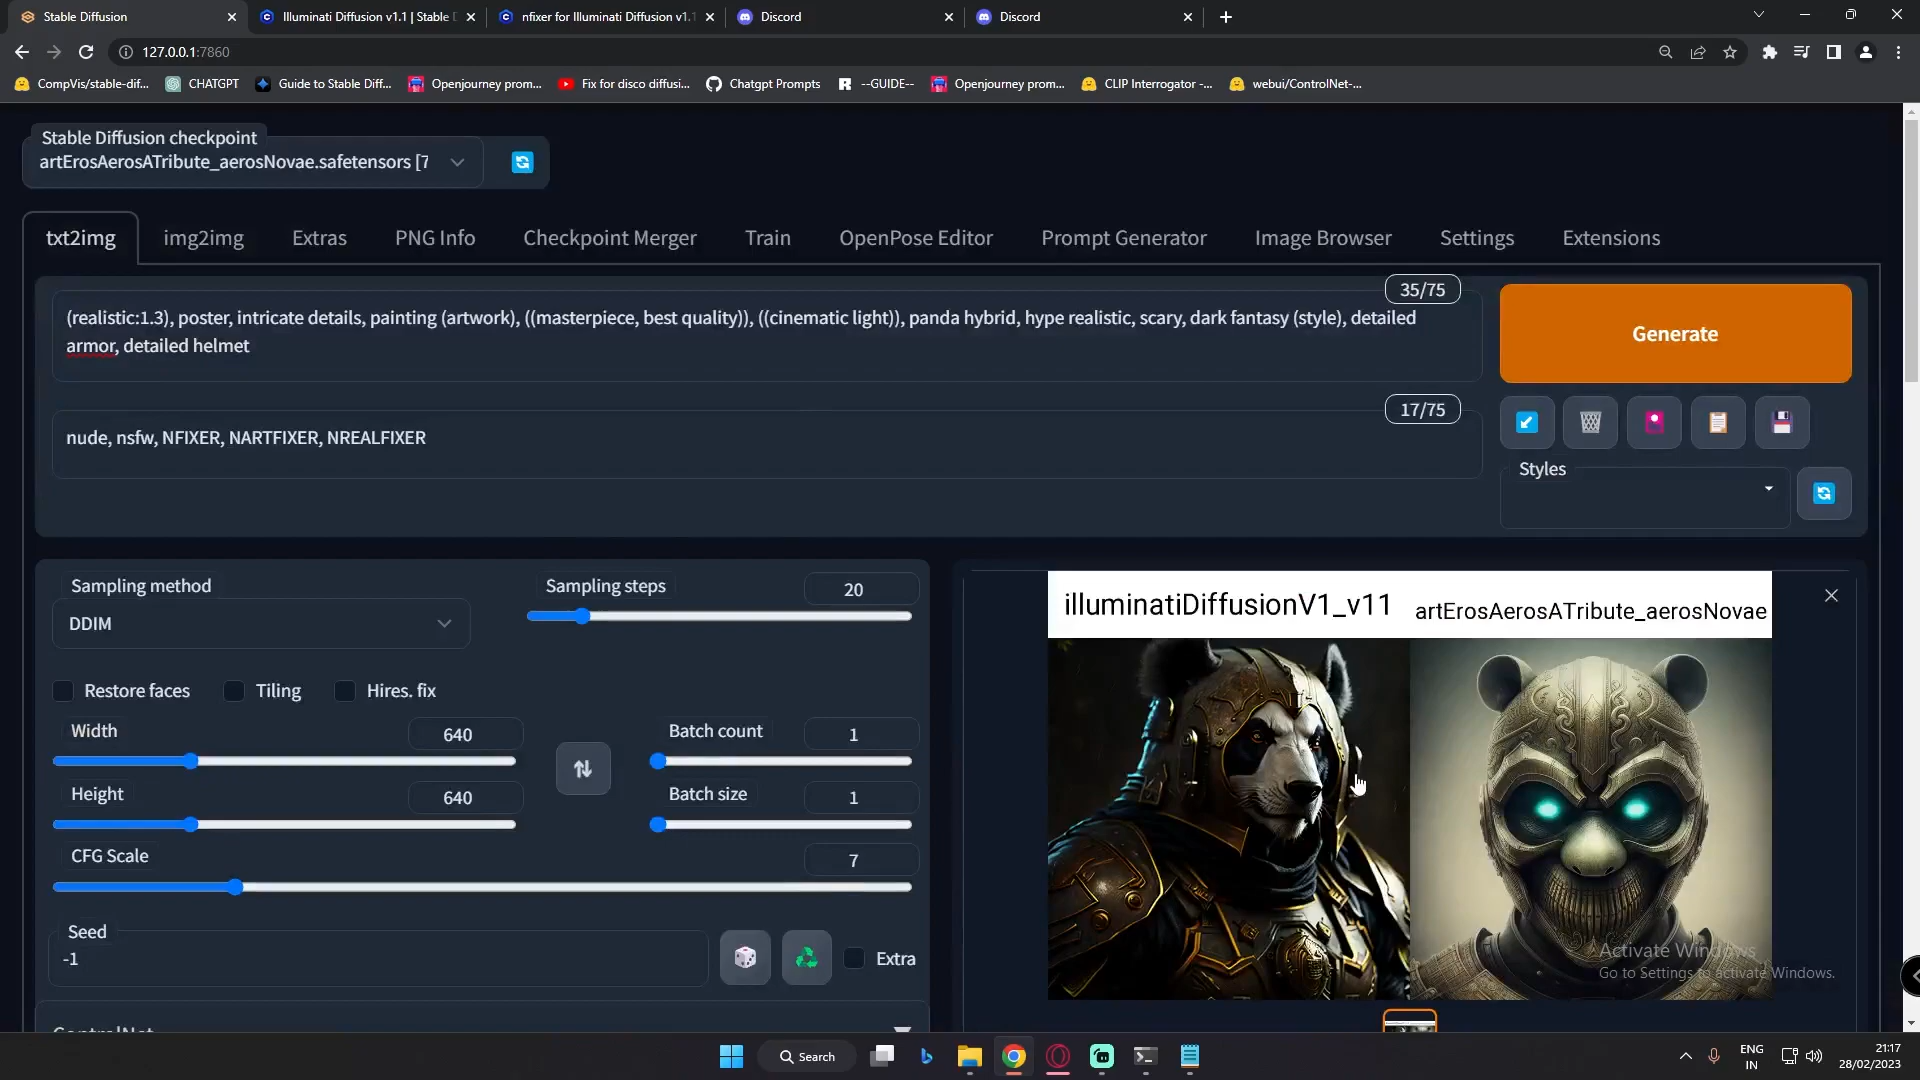 Stable Diffusion
Illuminati Diffusion v1.1 | Stable D
nfixer for Illuminati Diffusion v1.1
Discord
Discord
127.0.0.1:7860
CompVis/stable-dif...
CHATGPT
Guide to Stable Diff...
Openjourney prom...
Fix for disco diffusi...
Chatgpt Prompts
--GUIDE--
Openjourney prom...
CLIP Interrogator -...
webui/ControlNet-...
Stable Diffusion checkpoint
artErosAerosATribute_aerosNovae.safetensors [7
txt2img
img2img
Extras
PNG Info
Checkpoint Merger
Train
OpenPose Editor
Prompt Generator
Image Browser
Settings
Extensions
35/75
(realistic:1.3), poster, intricate details, painting (artwork), ((masterpiece, best quality)), ((cinematic light)), panda hybrid, hype realistic, scary, dark fantasy (style), detailed
armor, detailed helmet
Generate
17/75
nude, nsfw, NFIXER, NARTFIXER, NREALFIXER
Styles
Sampling method
DDIM
Sampling steps
20
Restore faces
Tiling
Hires. fix
Width
640
Batch count
1
Height
640
Batch size
1
CFG Scale
7
Seed
-1
Extra
illuminatiDiffusionV1_v11
artErosAerosATribute_aerosNovae
Activate Windows
Go to Settings to activate Windows.
ControlNet
Search
ENG
IN
21:17
28/02/2023